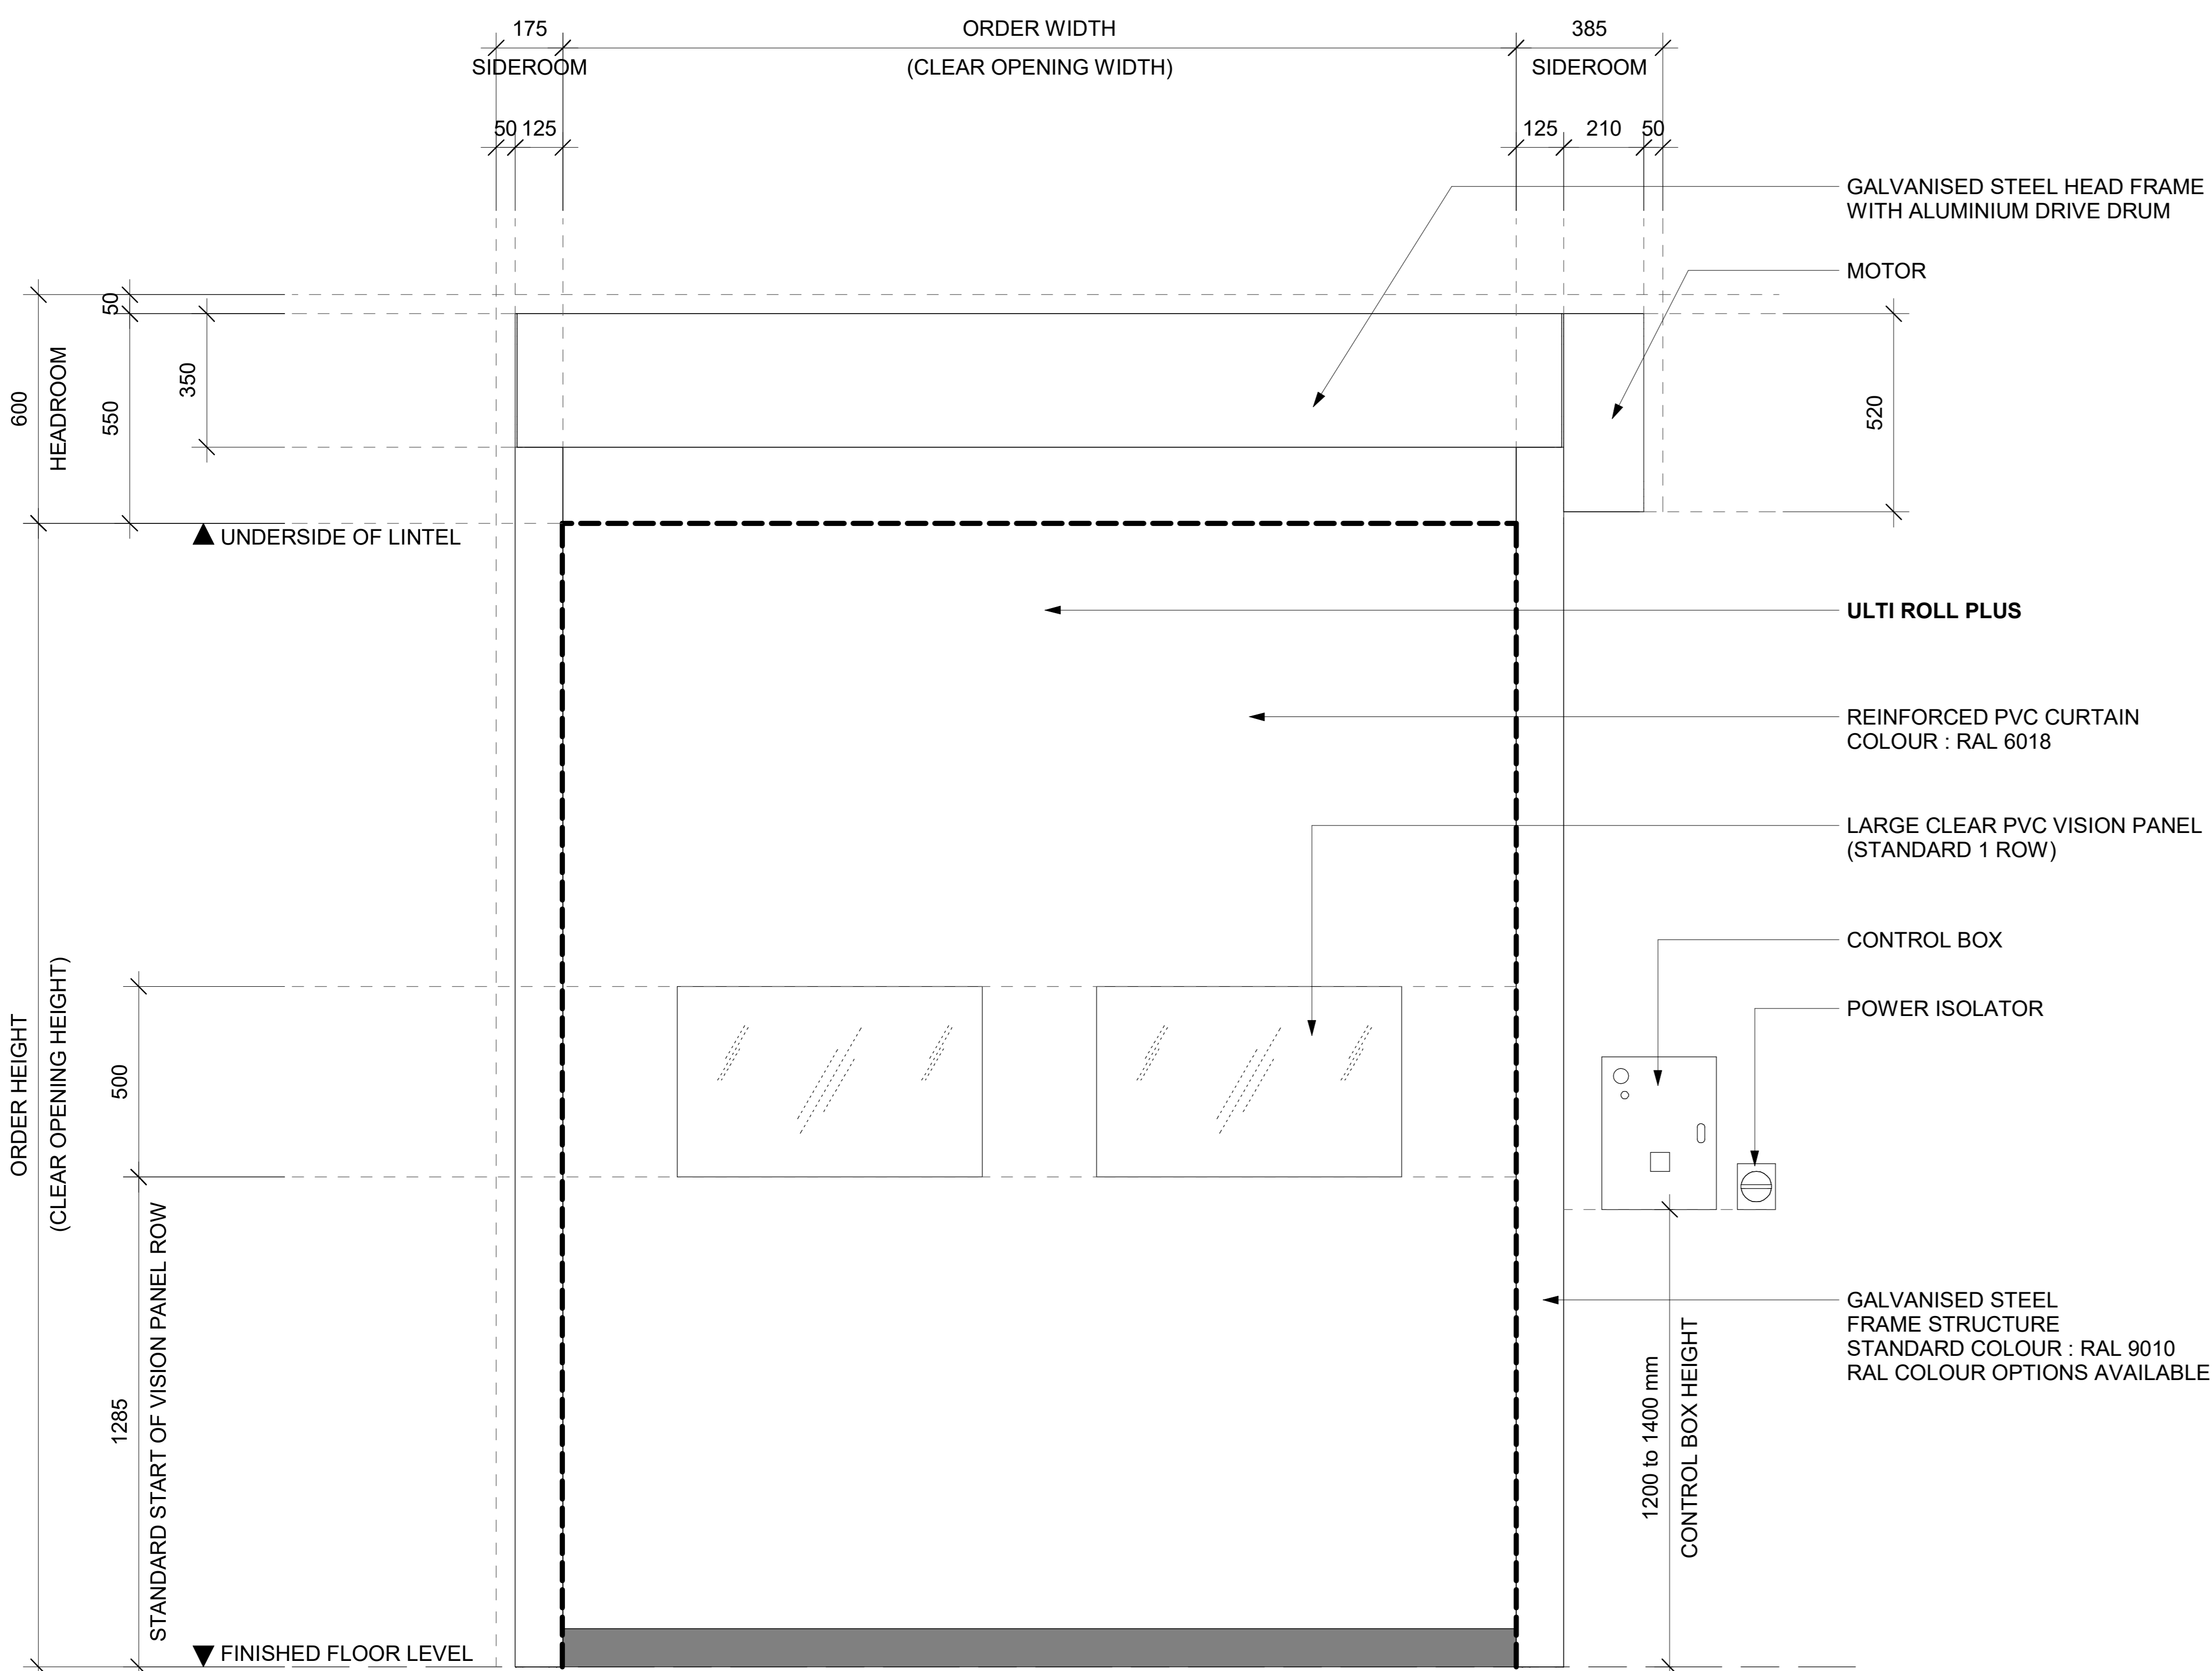 175
ORDER WIDTH
385
SIDEROOM
(CLEAR OPENING WIDTH)
SIDEROOM
50
125
125
210
50
GALVANISED STEEL HEAD FRAME
WITH ALUMINIUM DRIVE DRUM
MOTOR
50
600
HEADROOM
550
350
520
UNDERSIDE OF LINTEL
ULTI ROLL PLUS
REINFORCED PVC CURTAIN
COLOUR : RAL 6018
LARGE CLEAR PVC VISION PANEL
(STANDARD 1 ROW)
CONTROL BOX
POWER ISOLATOR
ORDER HEIGHT
(CLEAR OPENING HEIGHT)
500
1285
STANDARD START OF VISION PANEL ROW
GALVANISED STEEL
FRAME STRUCTURE
STANDARD COLOUR : RAL 9010
RAL COLOUR OPTIONS AVAILABLE
1200 to 1400 mm
CONTROL BOX HEIGHT
FINISHED FLOOR LEVEL